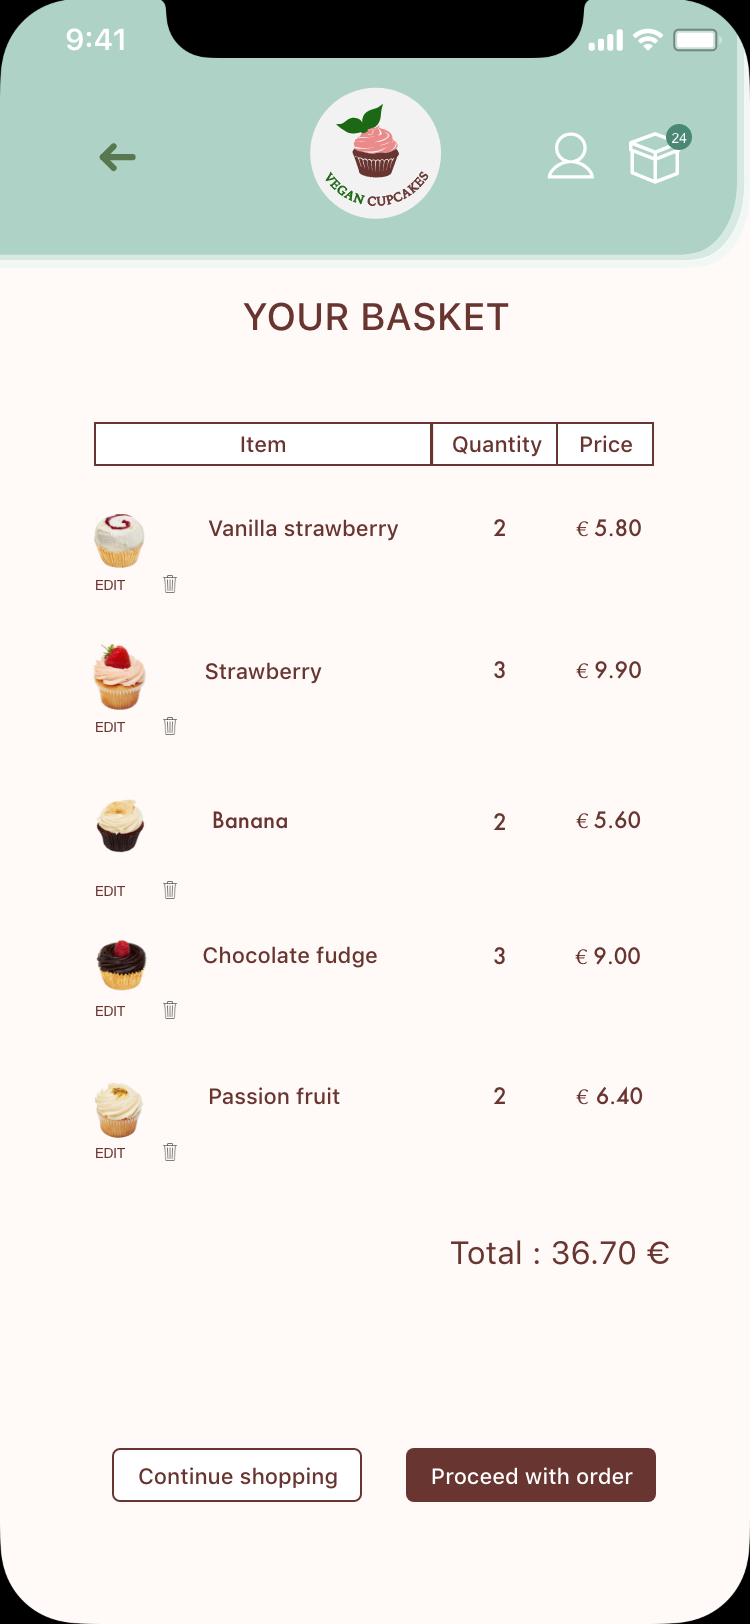 9:41
24
VEGAN CUPCAKES
YOUR BASKET
Item Quantity Price
Vanilla strawberry 2 € 5.80
EDIT
Strawberry 3 € 9.90
EDIT
Banana 2 € 5.60
EDIT
Chocolate fudge 3 € 9.00
EDIT
Passion fruit 2 € 6.40
EDIT
Total : 36.70 €
Continue shopping Proceed with order